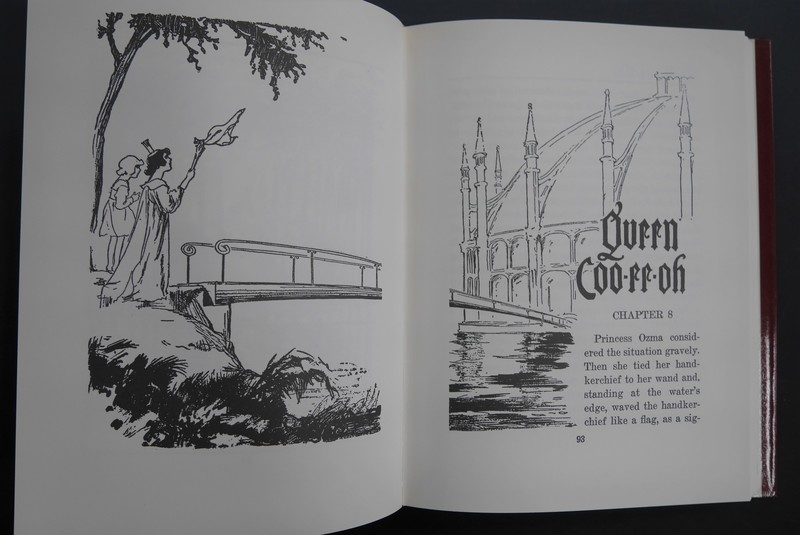 Queen
Coo-ee-oh
CHAPTER 8
Princess Ozma consid-
ered the situation gravely.
Then she tied her hand-
kerchief to her wand and,
standing at the water's
edge, waved the handker-
chief like a flag, as a sig-
93